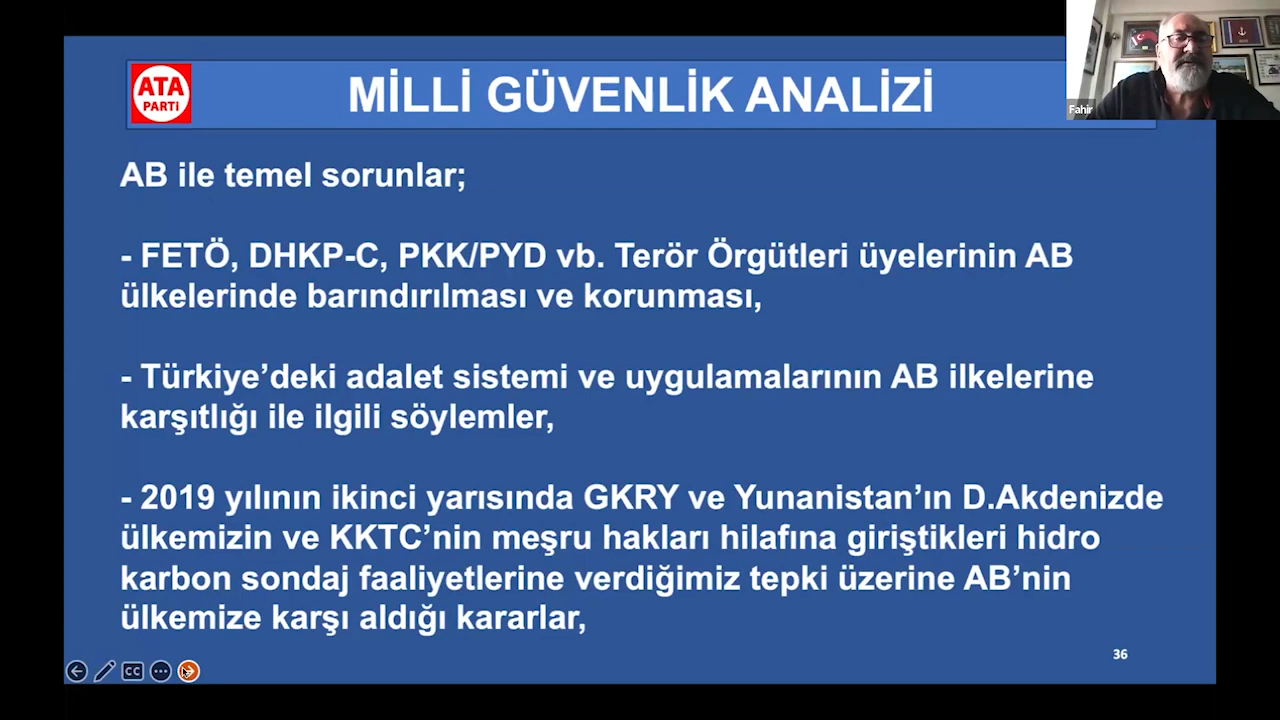 ATA
PARTİ
MİLLİ GÜVENLİK ANALİZİ
Fahir
AB ile temel sorunlar;
- FETÖ, DHKP-C, PKK/PYD vb. Terör Örgütleri üyelerinin AB
ülkelerinde barındırılması ve korunması,
- Türkiye’deki adalet sistemi ve uygulamalarının AB ilkelerine
karşıtlığı ile ilgili söylemler,
- 2019 yılının ikinci yarısında GKRY ve Yunanistan’ın D.Akdenizde
ülkemizin ve KKTC’nin meşru hakları hilafına giriştikleri hidro
karbon sondaj faaliyetlerine verdiğimiz tepki üzerine AB’nin
ülkemize karşı aldığı kararlar,
36
CC